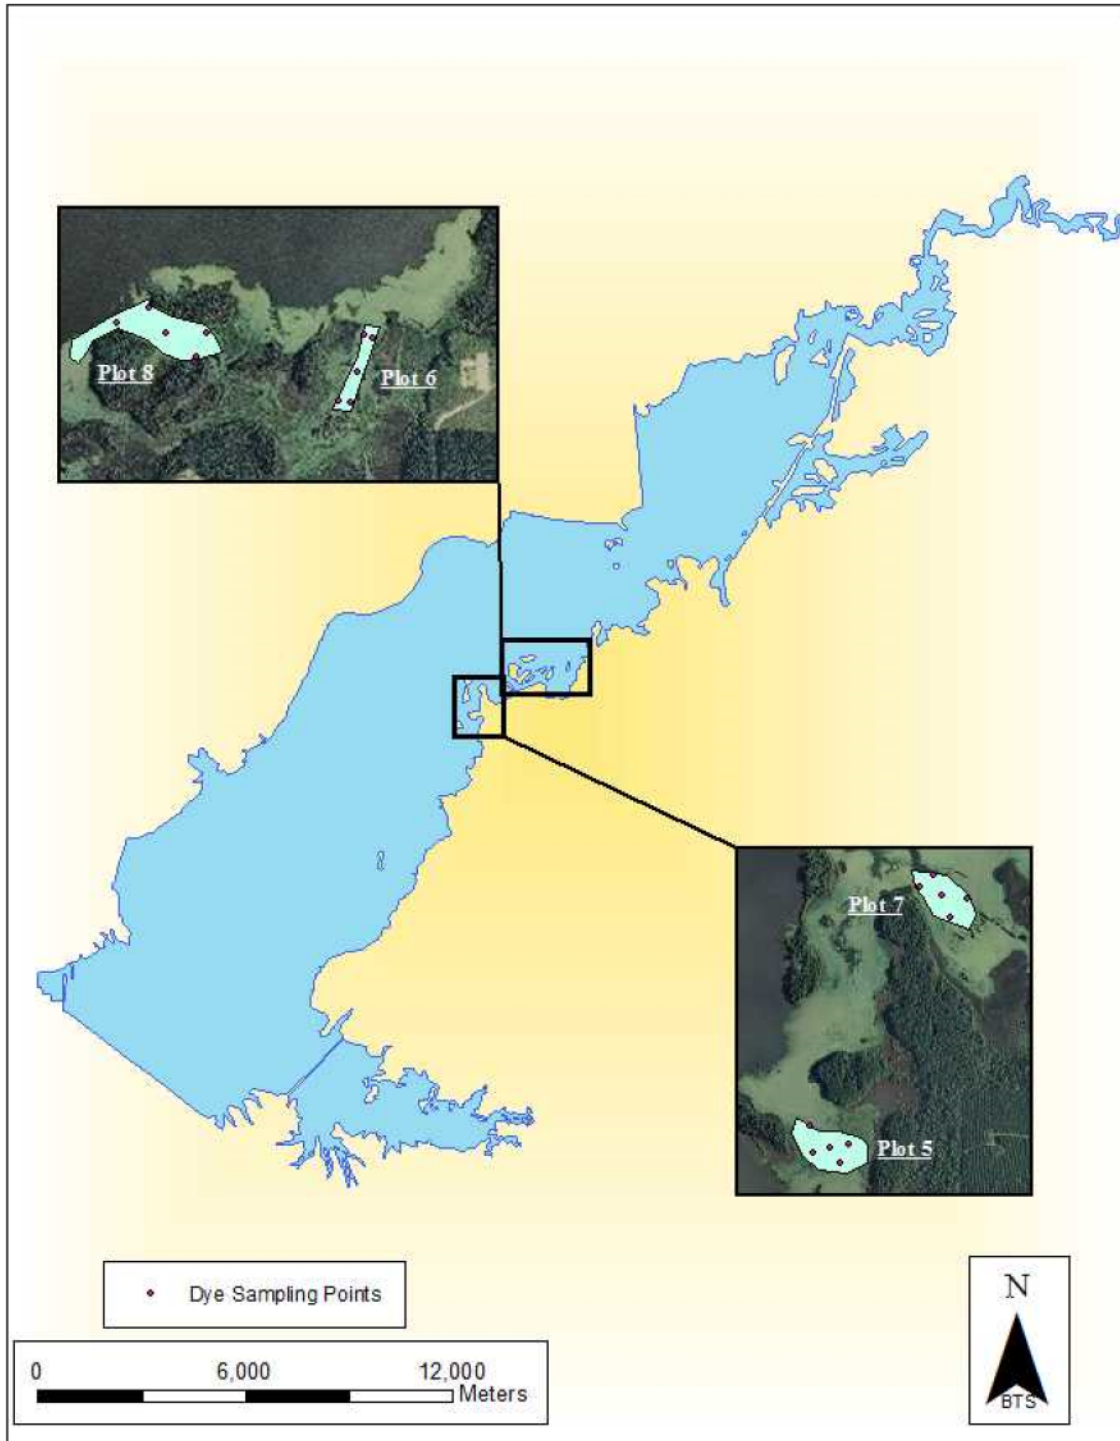 Plot 8
Plot 6
Plot 7
Plot 5
Dye Sampling Points
0 6,000 12,000
Meters
N
BTS